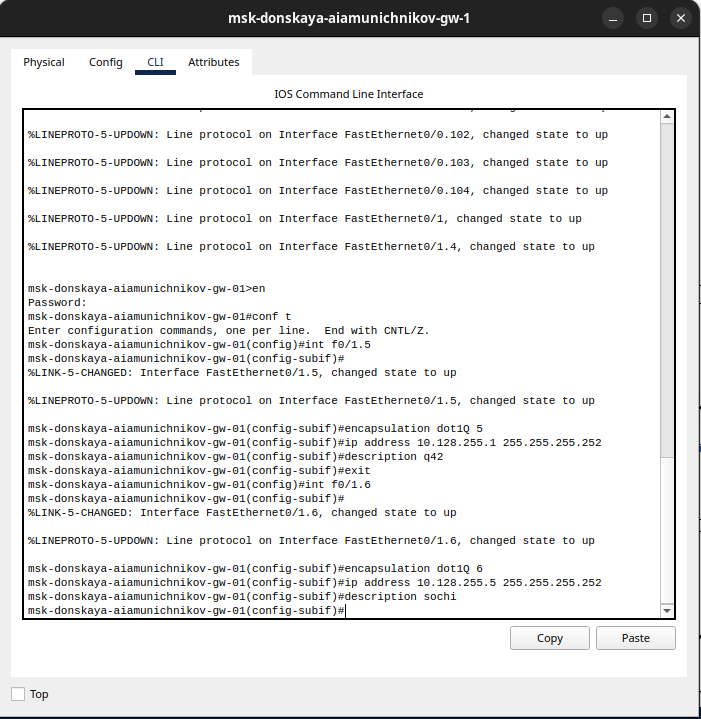 msk-donskaya-aiamunichnikov-gw-1
Physical Config CLI Attributes
IOS Command Line Interface
%LINEPROTO-5-UPDOWN: Line protocol on Interface FastEthernet0/0.102, changed state to up
%LINEPROTO-5-UPDOWN: Line protocol on Interface FastEthernet0/0.103, changed state to up
%LINEPROTO-5-UPDOWN: Line protocol on Interface FastEthernet0/0.104, changed state to up
%LINEPROTO-5-UPDOWN: Line protocol on Interface FastEthernet0/1, changed state to up
%LINEPROTO-5-UPDOWN: Line protocol on Interface FastEthernet0/1.4, changed state to up
msk-donskaya-aiamunichnikov-gw-01>en
Password:
msk-donskaya-aiamunichnikov-gw-01#conf t
Enter configuration commands, one per line.  End with CNTL/Z.
msk-donskaya-aiamunichnikov-gw-01(config)#int f0/1.5
msk-donskaya-aiamunichnikov-gw-01(config-subif)#
%LINK-5-CHANGED: Interface FastEthernet0/1.5, changed state to up
%LINEPROTO-5-UPDOWN: Line protocol on Interface FastEthernet0/1.5, changed state to up
msk-donskaya-aiamunichnikov-gw-01(config-subif)#encapsulation dot1Q 5
msk-donskaya-aiamunichnikov-gw-01(config-subif)#ip address 10.128.255.1 255.255.255.252
msk-donskaya-aiamunichnikov-gw-01(config-subif)#description q42
msk-donskaya-aiamunichnikov-gw-01(config-subif)#exit
msk-donskaya-aiamunichnikov-gw-01(config)#int f0/1.6
msk-donskaya-aiamunichnikov-gw-01(config-subif)#
%LINK-5-CHANGED: Interface FastEthernet0/1.6, changed state to up
%LINEPROTO-5-UPDOWN: Line protocol on Interface FastEthernet0/1.6, changed state to up
msk-donskaya-aiamunichnikov-gw-01(config-subif)#encapsulation dot1Q 6
msk-donskaya-aiamunichnikov-gw-01(config-subif)#ip address 10.128.255.5 255.255.255.252
msk-donskaya-aiamunichnikov-gw-01(config-subif)#description sochi
msk-donskaya-aiamunichnikov-gw-01(config-subif)#
Copy Paste
Top